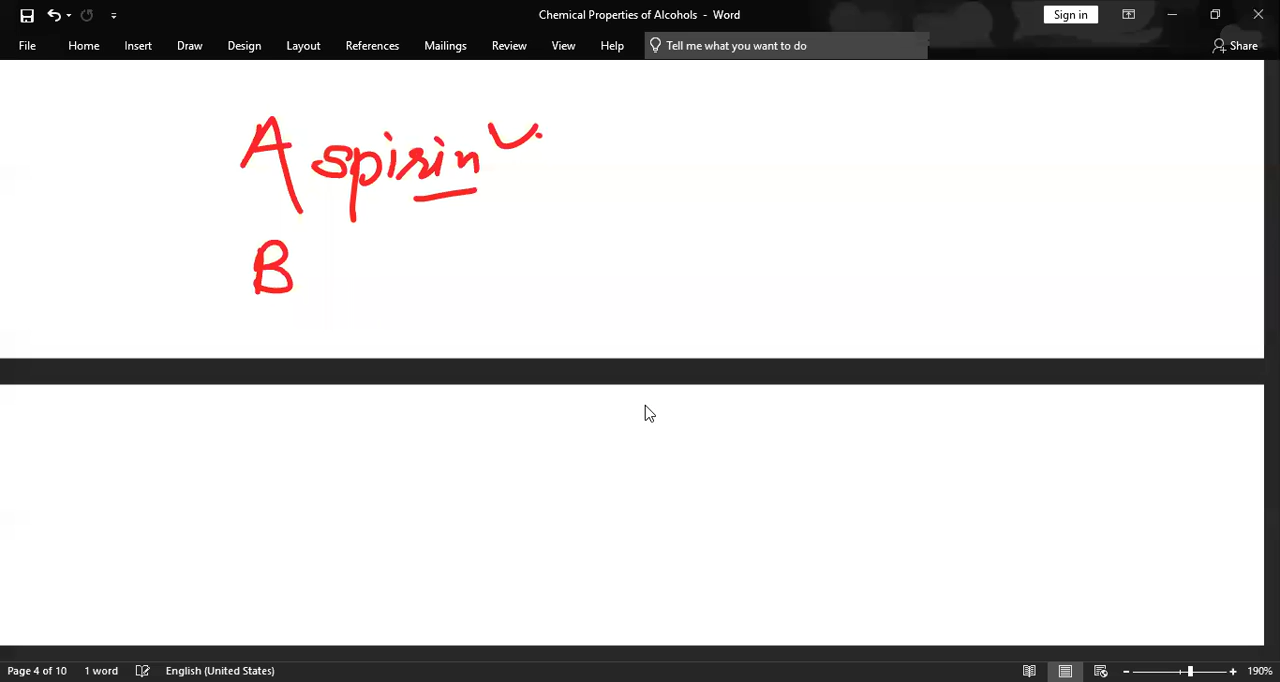 Chemical Properties of Alcohols - Word
Sign in
File Home Insert Draw Design Layout References Mailings Review View Help Tell me what you want to do Share
Aspirin
B
Page 4 of 10 1 word English (United States) 190%